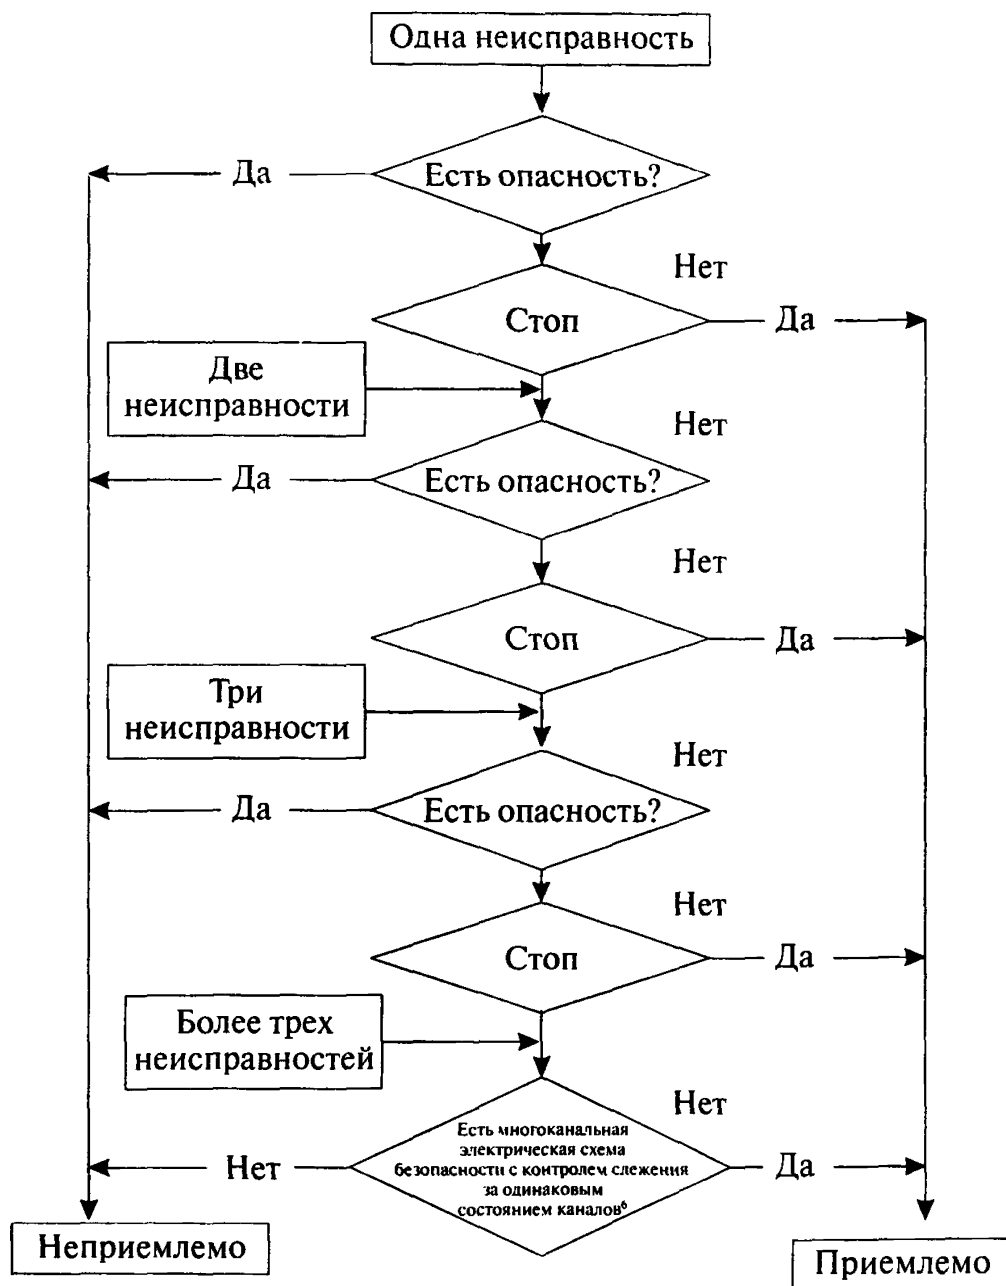 Одна неисправность
Да
Есть опасность?
Нет
Стоп
Да
Две
неисправности
Нет
Да
Есть опасность?
Нет
Стоп
Да
Три
неисправности
Нет
Да
Есть опасность?
Нет
Стоп
Да
Более трех
неисправностей
Нет
Есть многоканальная
электрическая схема
безопасности с контролем слежения
за одинаковым
состоянием каналов⁶
Нет
Да
Неприемлемо
Приемлемо